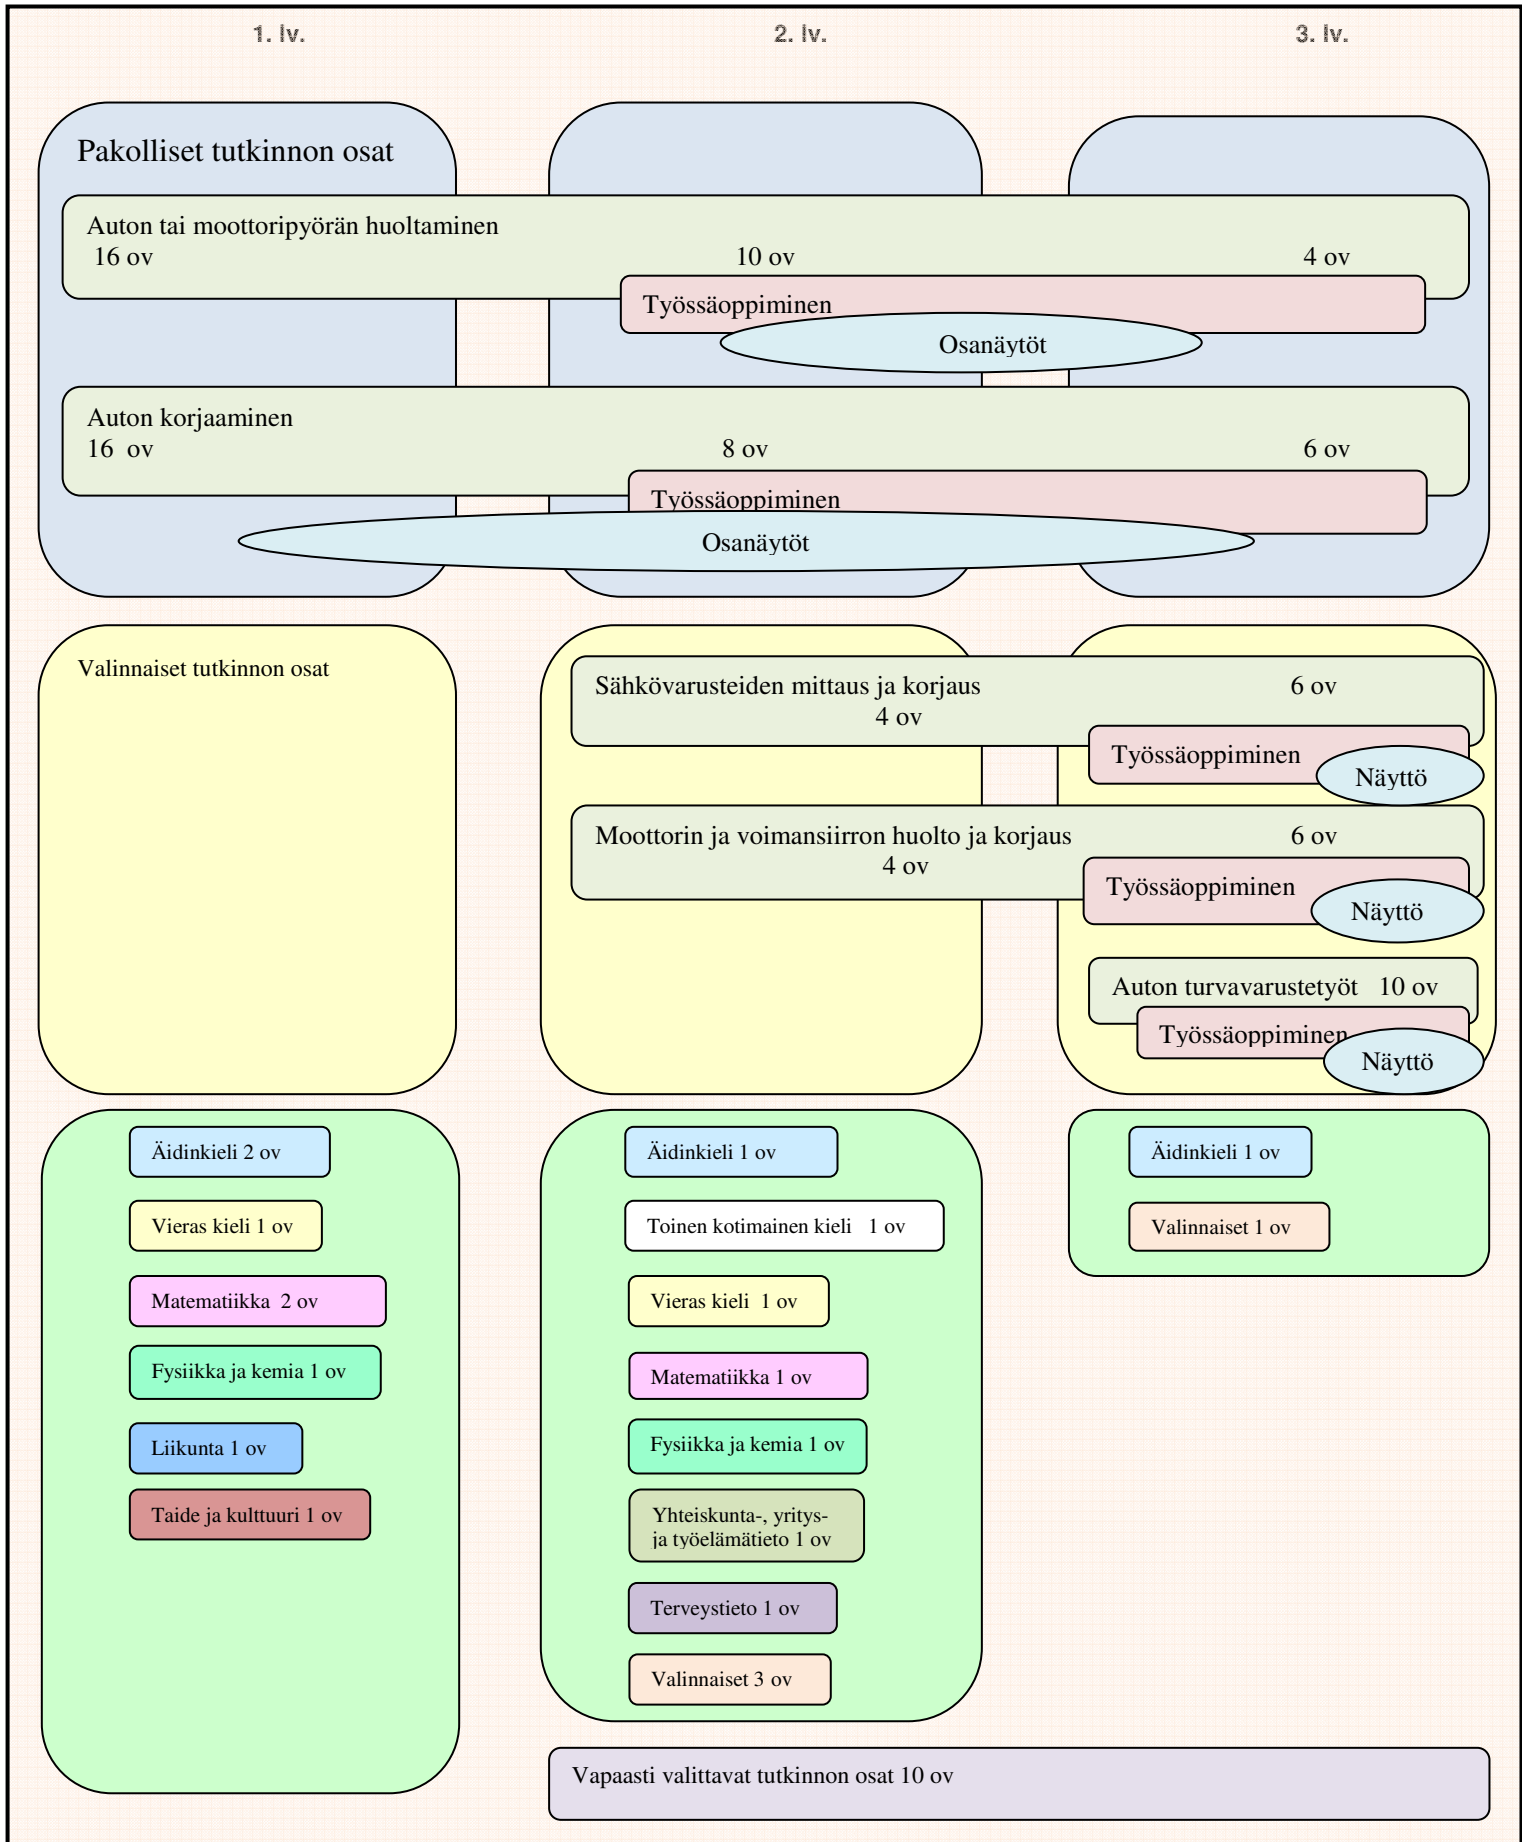 1. lv. 2. lv. 3. lv.
Pakolliset tutkinnon osat
Auton tai moottoripyörän huoltaminen
16 ov 10 ov 4 ov
Työssäoppiminen
Osanäytöt
Auton korjaaminen
16 ov 8 ov 6 ov
Työssäoppiminen
Osanäytöt
Valinnaiset tutkinnon osat
Sähkövarusteiden mittaus ja korjaus 6 ov
4 ov
Työssäoppiminen
Näyttö
Moottorin ja voimansiirron huolto ja korjaus 6 ov
4 ov
Työssäoppiminen
Näyttö
Auton turvavarustetyöt 10 ov
Työssäoppiminen
Näyttö
Äidinkieli 2 ov
Vieras kieli 1 ov
Matematiikka 2 ov
Fysiikka ja kemia 1 ov
Liikunta 1 ov
Taide ja kulttuuri 1 ov
Äidinkieli 1 ov
Toinen kotimainen kieli 1 ov
Vieras kieli 1 ov
Matematiikka 1 ov
Fysiikka ja kemia 1 ov
Yhteiskunta-, yritys-
ja työelämätieto 1 ov
Terveystieto 1 ov
Valinnaiset 3 ov
Äidinkieli 1 ov
Valinnaiset 1 ov
Vapaasti valittavat tutkinnon osat 10 ov